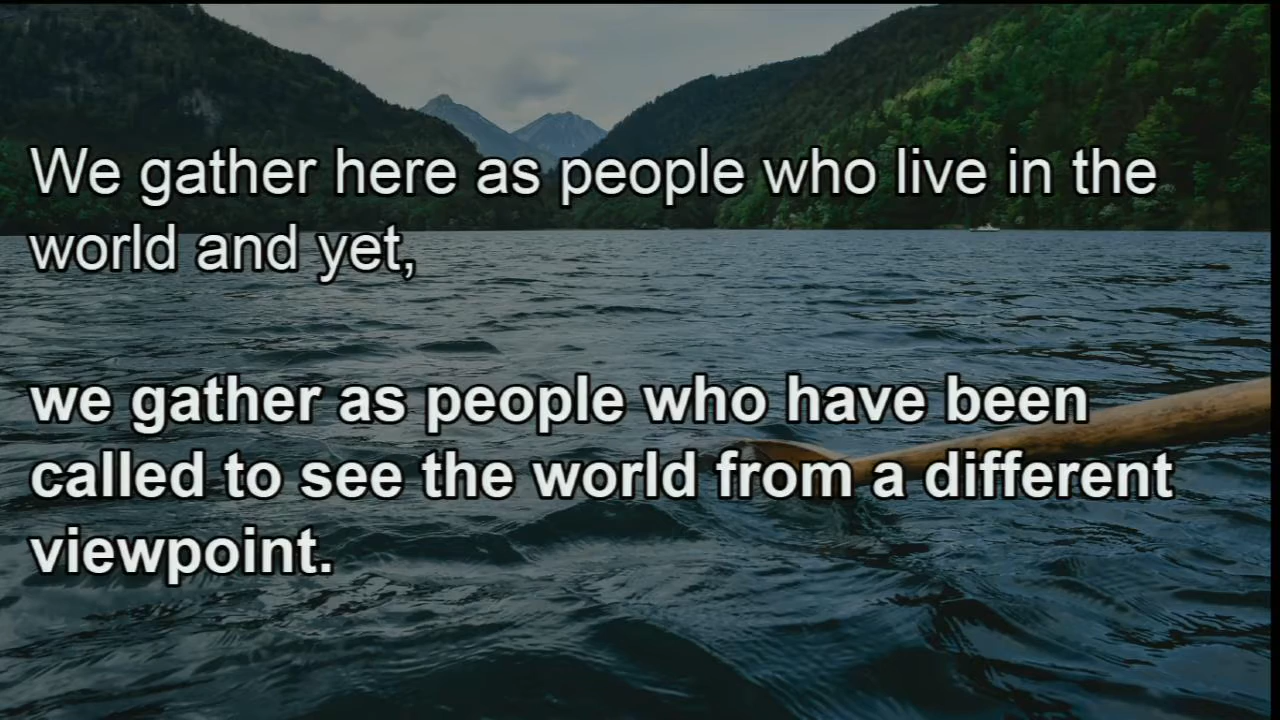 We gather here as people who live in the
world and yet,
we gather as people who have been
called to see the world from a different
viewpoint.